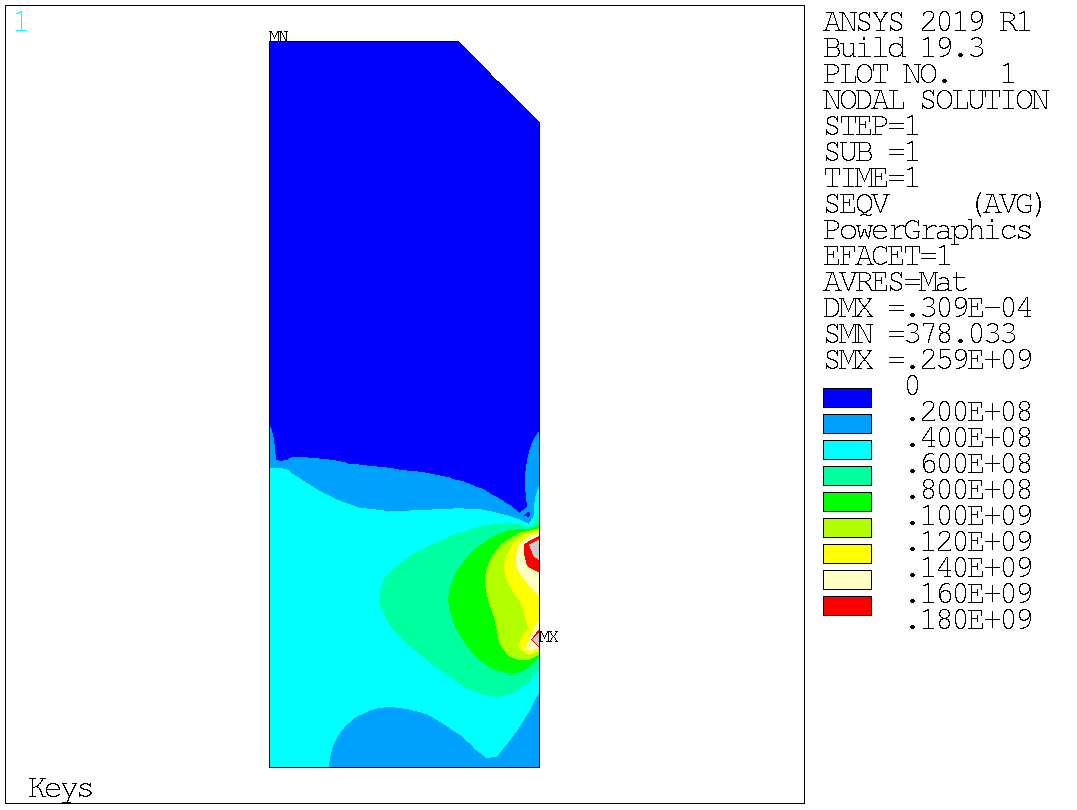 1
MN
MX
Keys
ANSYS 2019 R1
Build 19.3
PLOT NO.   1
NODAL SOLUTION
STEP=1
SUB =1
TIME=1
SEQV     (AVG)
PowerGraphics
EFACET=1
AVRES=Mat
DMX =.309E-04
SMN =378.033
SMX =.259E+09
0
.200E+08
.400E+08
.600E+08
.800E+08
.100E+09
.120E+09
.140E+09
.160E+09
.180E+09